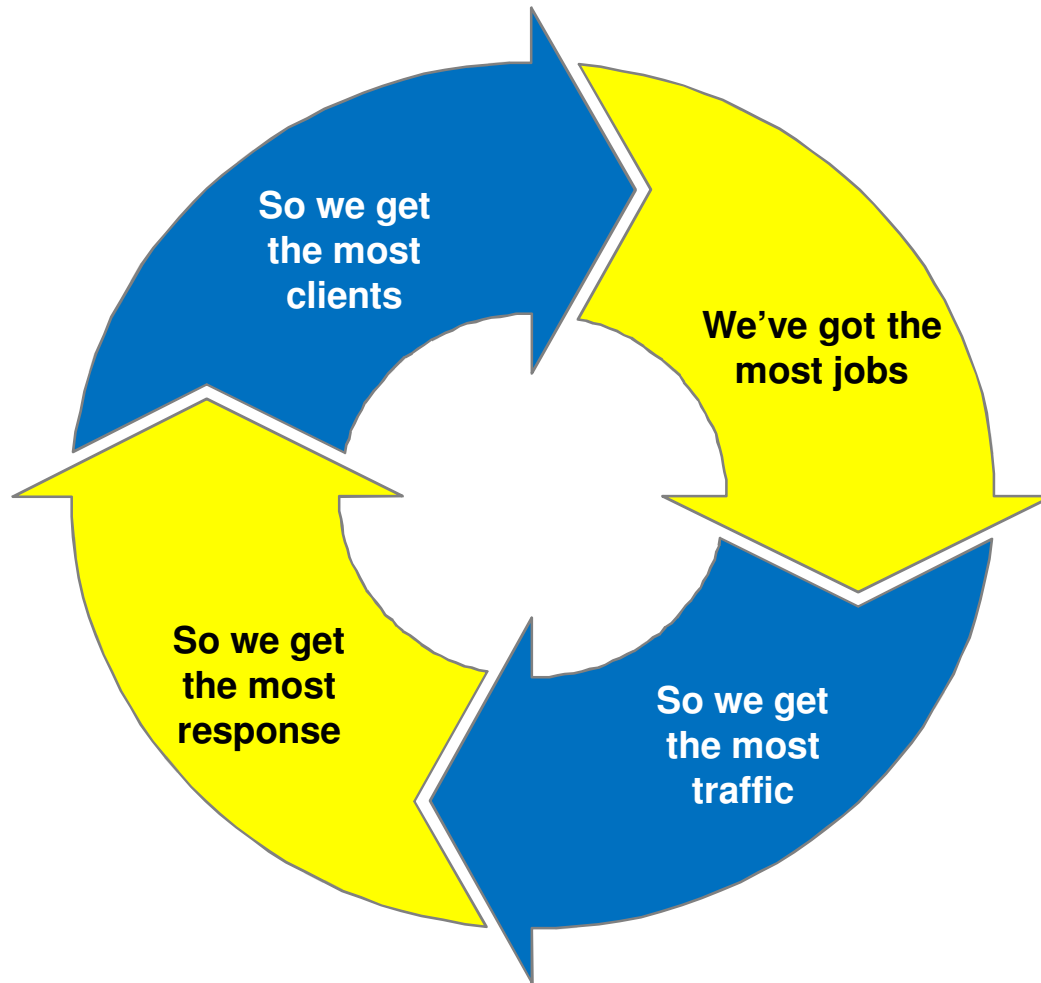 So we get
the most
clients
We've got the
most jobs
So we get
the most
response
So we get
the most
traffic